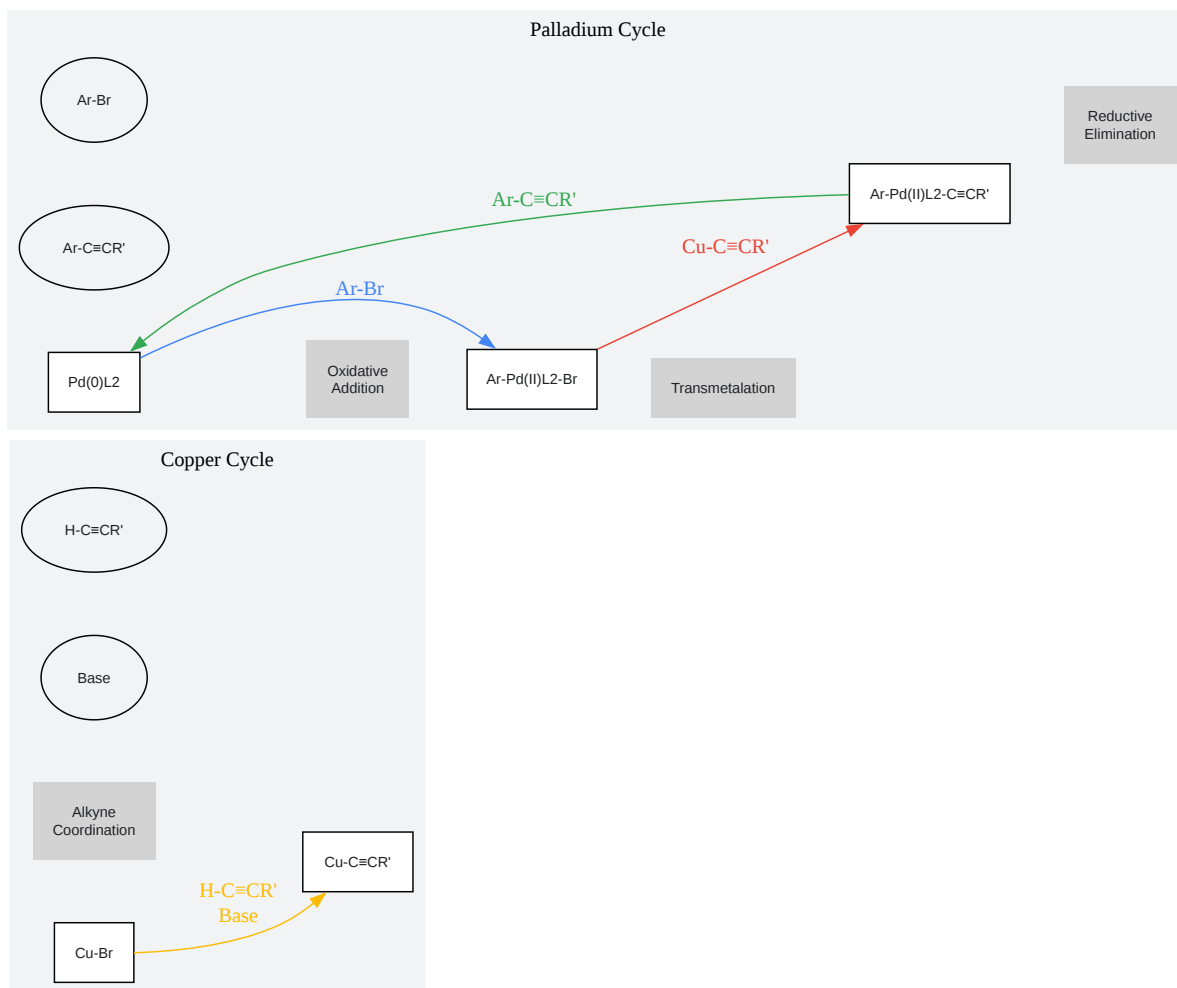 Palladium Cycle
Ar-Br
Reductive
Elimination
Ar-Pd(II)L2-C≡CR'
Ar-C≡CR'
Cu-C≡CR'
Ar-C≡CR'
Ar-Br
Pd(0)L2
Oxidative
Addition
Ar-Pd(II)L2-Br
Transmetalation
Copper Cycle
H-C≡CR'
Base
Alkyne
Coordination
Cu-C≡CR'
H-C≡CR'
Base
Cu-Br